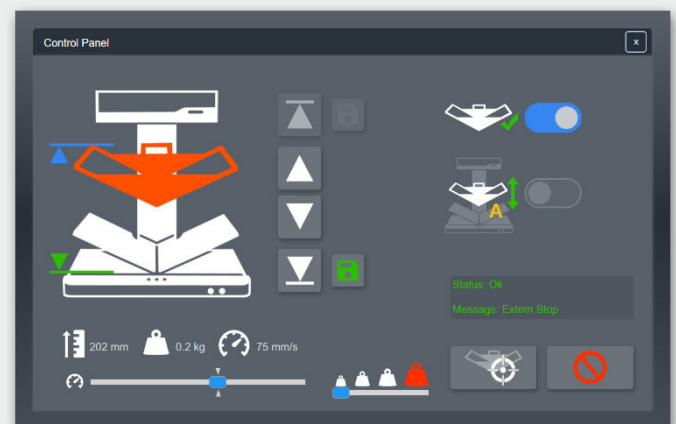 Control Panel
x
A
Status: Ok
Message: Extern Stop
202 mm
0.2 kg
75 mm/s